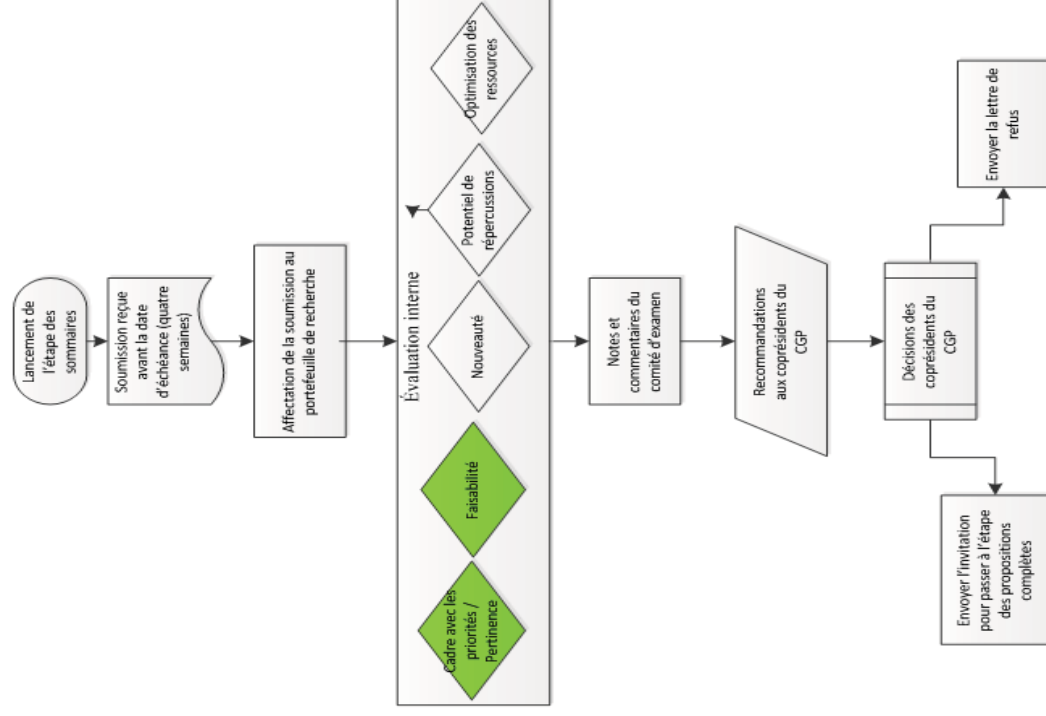 Lancement de
l'étape des
sommaires
Soumission reçue
avant la date
d'échéance (quatre
semaines)
Affectation de la soumission au
portefeuille de recherche
Évaluation interne
Cadre avec les
priorités /
Pertinence
Faisabilité
Nouveauté
Potentiel de
répercussions
Optimisation des
ressources
Notes et
commentaires du
comité d'examen
Recommandations
aux coprésidents du
CGP
Décisions des
coprésidents du
CGP
Envoyer l'invitation
pour passer à l'étape
des propositions
complètes
Envoyer la lettre de
refus